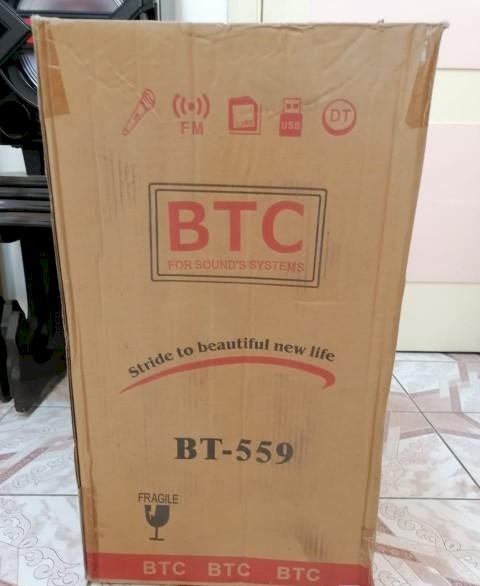 FM
USB
DT
BTC
FOR SOUND'S SYSTEMS
Stride to beautiful new life
BT-559
FRAGILE
BTC BTC BTC